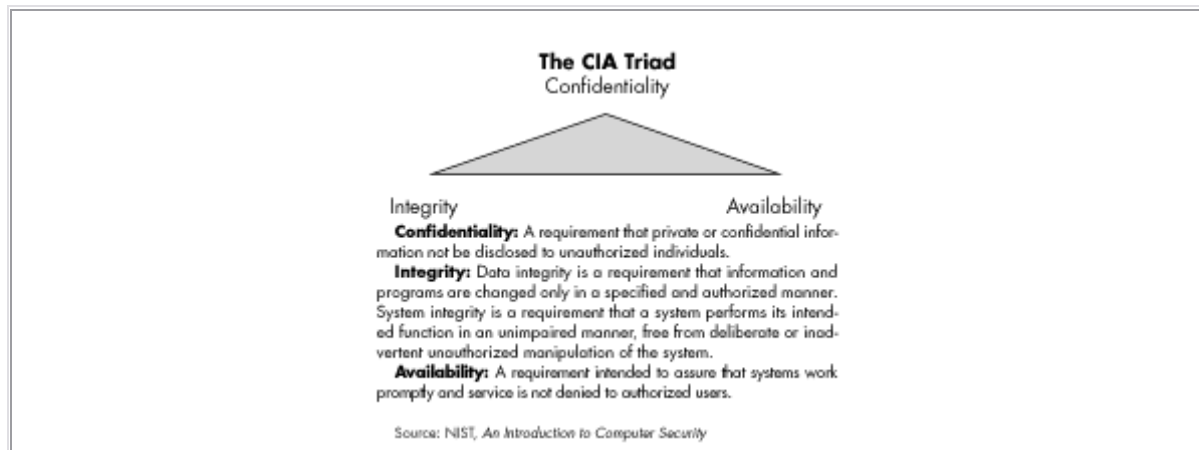 The CIA Triad
Confidentiality
Integrity Availability
Confidentiality: A requirement that private or confidential infor-
mation not be disclosed to unauthorized individuals.
Integrity: Data integrity is a requirement that information and
programs are changed only in a specified and authorized manner.
System integrity is a requirement that a system performs its intend-
ed function in an unimpaired manner, free from deliberate or inad-
vertent unauthorized manipulation of the system.
Availability: A requirement intended to assure that systems work
promptly and service is not denied to authorized users.
Source: NIST, An Introduction to Computer Security